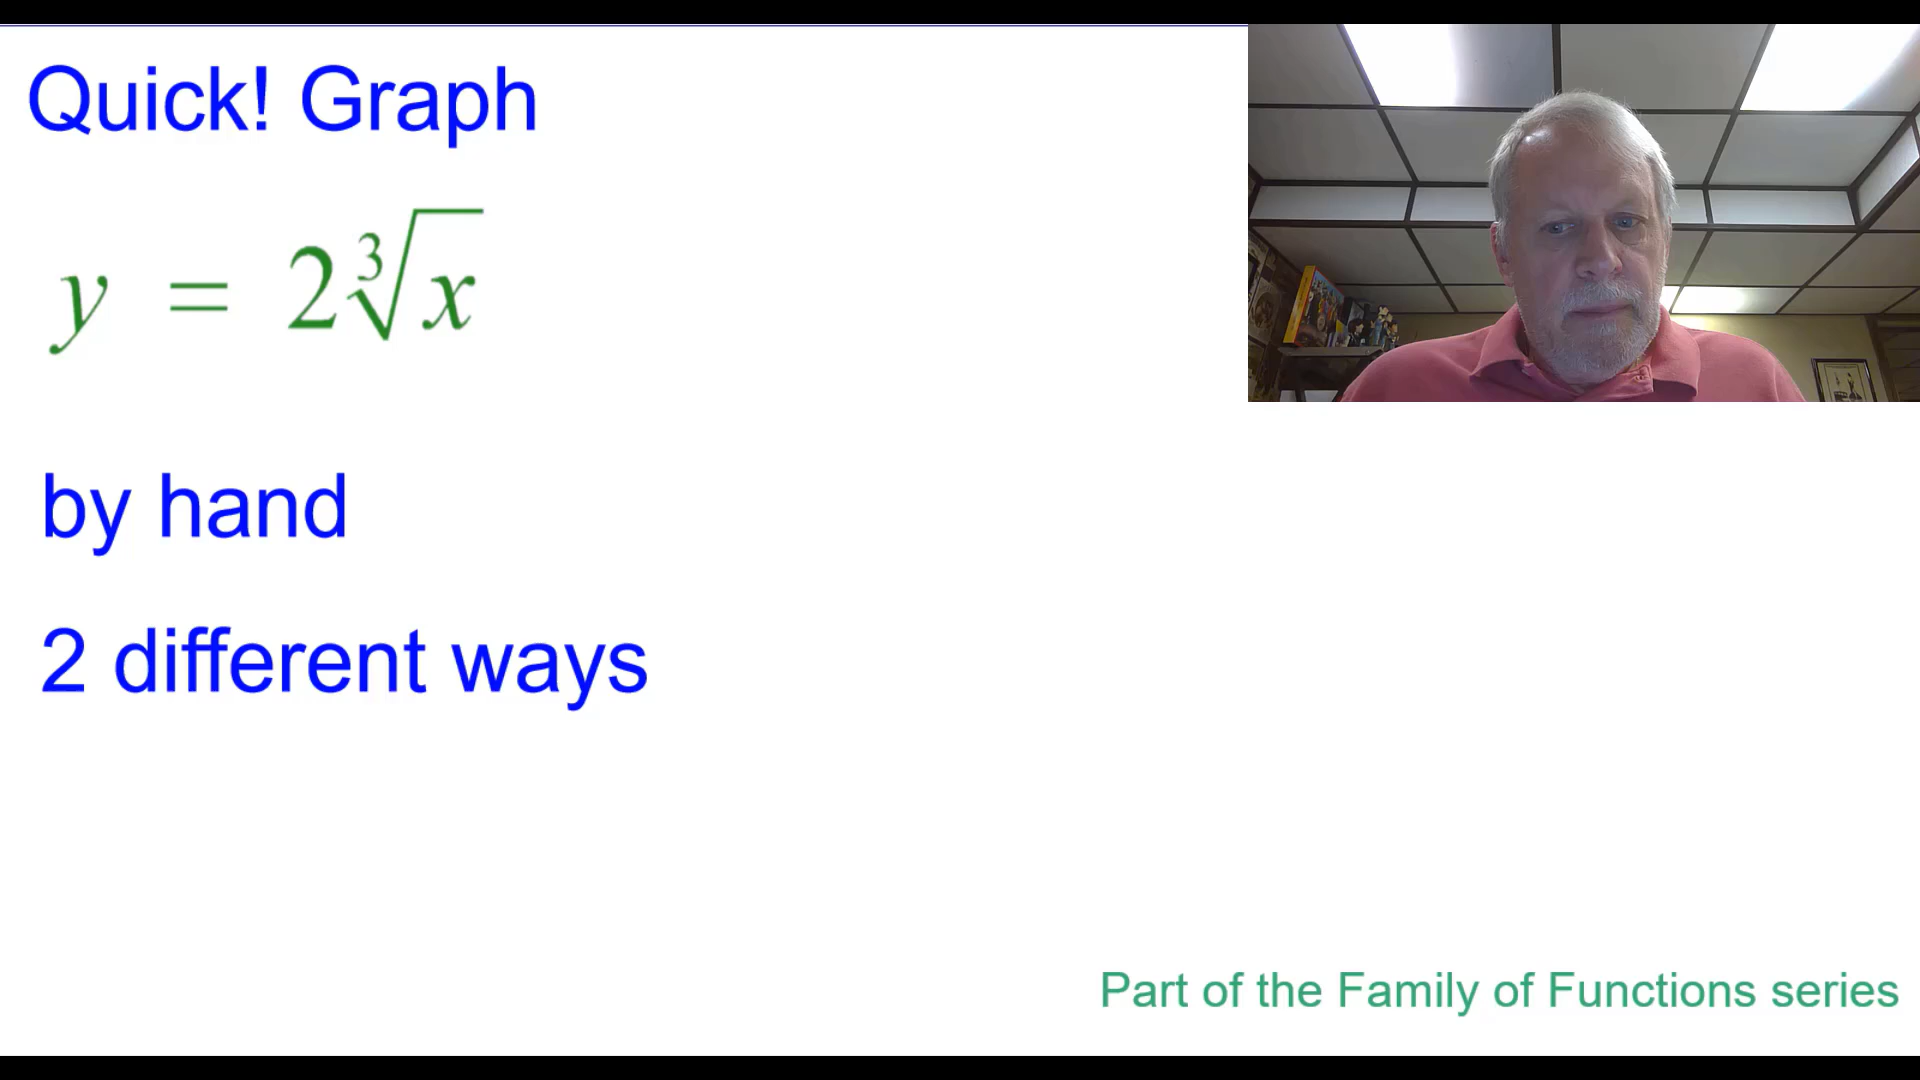 Quick! Graph
y = 2∛x
by hand
2 different ways
Part of the Family of Functions series